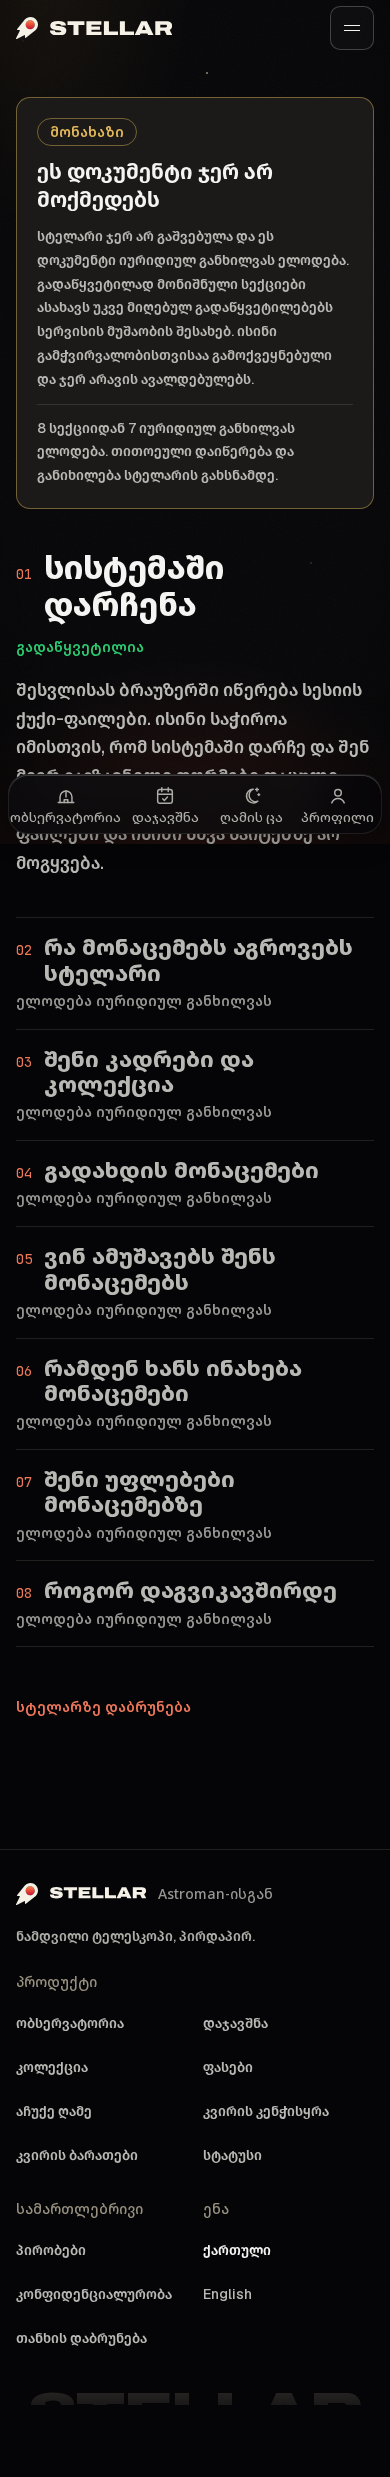 STELLAR
მონახაზი
ეს დოკუმენტი ჯერ არ
მოქმედებს
სტელარი ჯერ არ გაშვებულა და ეს
დოკუმენტი იურიდიულ განხილვას ელოდება.
გადაწყვეტილად მონიშნული სექციები
ასახავს უკვე მიღებულ გადაწყვეტილებებს
სერვისის მუშაობის შესახებ. ისინი
გამჭვირვალობისთვისაა გამოქვეყნებული
და ჯერ არავის ავალდებულებს.
8 სექციიდან 7 იურიდიულ განხილვას
ელოდება. თითოეული დაიწერება და
განიხილება სტელარის გახსნამდე.
01 სისტემაში
დარჩენა
გადაწყვეტილია
შესვლისას ბრაუზერში იწერება სესიის
ქუქი-ფაილები. ისინი საჭიროა
იმისთვის, რომ სისტემაში დარჩე და შენ
ობსერვატორია დაჯავშნა ღამის ცა პროფილი
მოგყვება.
02 რა მონაცემებს აგროვებს
სტელარი
ელოდება იურიდიულ განხილვას
03 შენი კადრები და
კოლექცია
ელოდება იურიდიულ განხილვას
04 გადახდის მონაცემები
ელოდება იურიდიულ განხილვას
05 ვინ ამუშავებს შენს
მონაცემებს
ელოდება იურიდიულ განხილვას
06 რამდენ ხანს ინახება
მონაცემები
ელოდება იურიდიულ განხილვას
07 შენი უფლებები
მონაცემებზე
ელოდება იურიდიულ განხილვას
08 როგორ დაგვიკავშირდე
ელოდება იურიდიულ განხილვას
სტელარზე დაბრუნება
STELLAR Astroman-ისგან
ნამდვილი ტელესკოპი, პირდაპირ.
პროდუქტი
ობსერვატორია დაჯავშნა
კოლექცია ფასები
აჩუქე ღამე კვირის კენჭისყრა
კვირის ბარათები სტატუსი
სამართლებრივი ენა
პირობები ქართული
კონფიდენციალურობა English
თანხის დაბრუნება
STELLAR